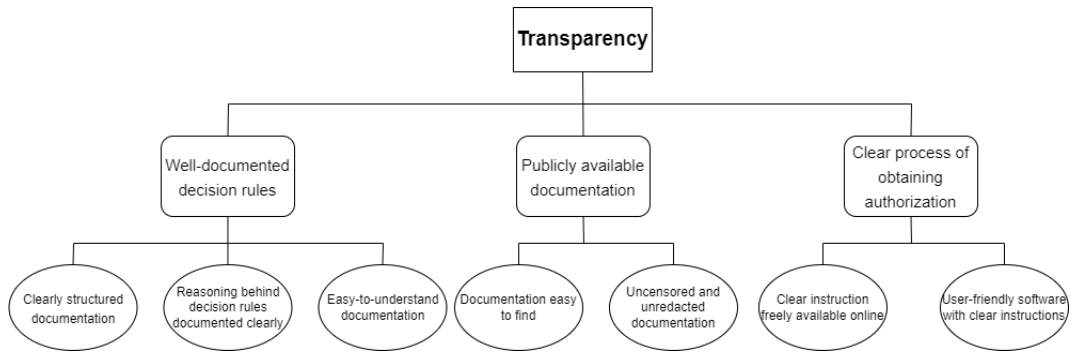 Transparency
Well-documented
decision rules
Publicly available
documentation
Clear process of
obtaining
authorization
Clearly structured
documentation
Reasoning behind
decision rules
documented clearly
Easy-to-understand
documentation
Documentation easy
to find
Uncensored and
unredacted
documentation
Clear instruction
freely available online
User-friendly software
with clear instructions